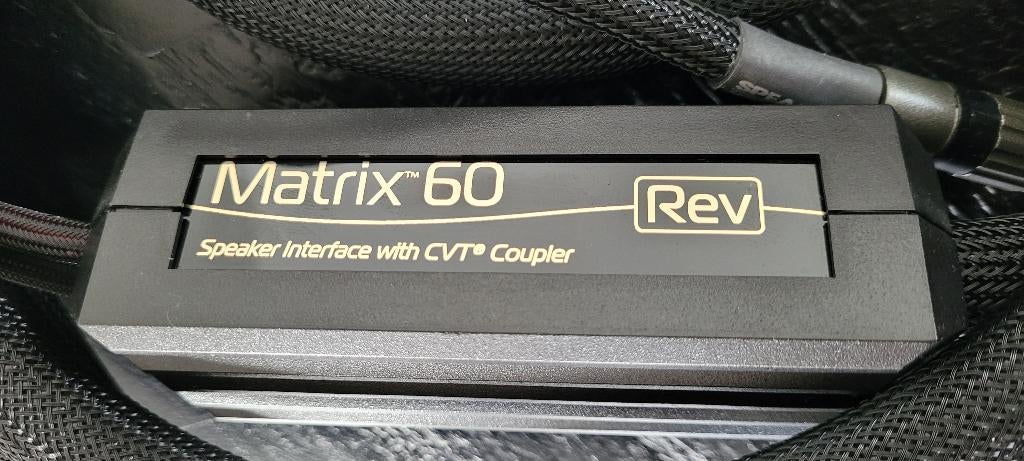 Matrix™ 60
Rev
Speaker Interface with CVT® Coupler